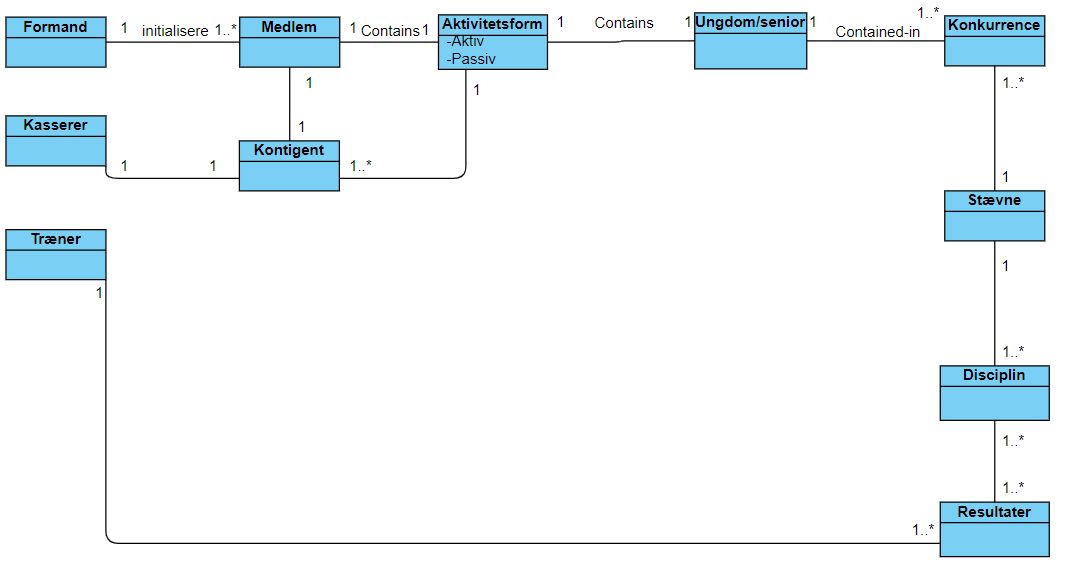 Formand
1
initialisere
1..*
Medlem
1
Contains
1
Aktivitetsform
-Aktiv
-Passiv
1
Contains
1
Ungdom/senior
1
Contained-in
1..*
Konkurrence
1
1
1
1..*
Kasserer
1
1
Kontigent
1..*
1
Stævne
Træner
1
1
1..*
Disciplin
1..*
1..*
Resultater
1..*